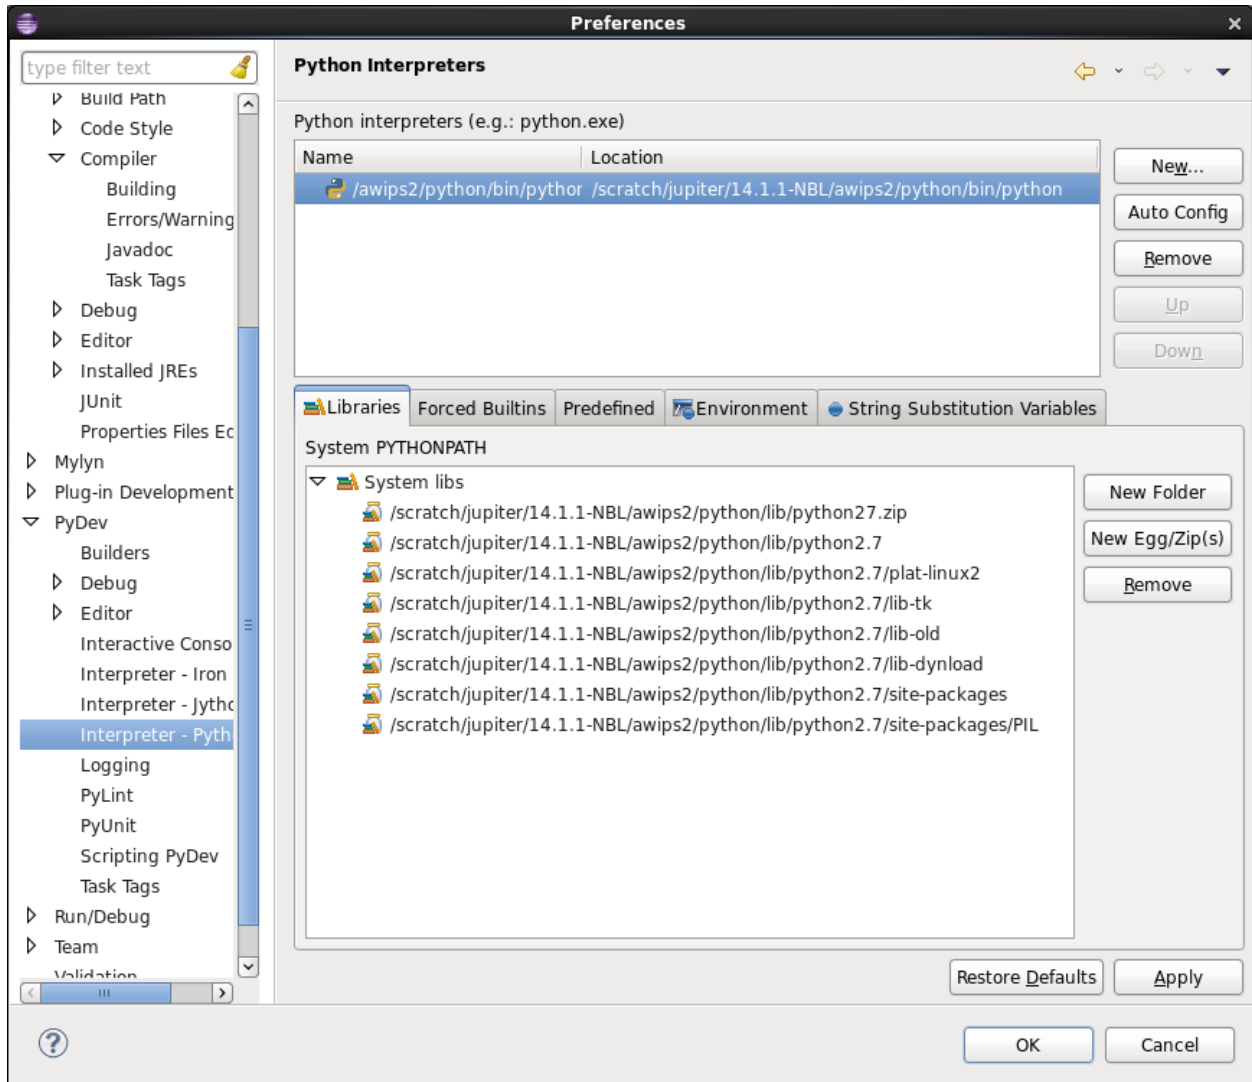 Preferences
type filter text
Build Path
Code Style
Compiler
Building
Errors/Warning
Javadoc
Task Tags
Debug
Editor
Installed JREs
JUnit
Properties Files Ec
Mylyn
Plug-in Development
PyDev
Builders
Debug
Editor
Interactive Conso
Interpreter - Iron
Interpreter - Jytho
Interpreter - Pyth
Logging
PyLint
PyUnit
Scripting PyDev
Task Tags
Run/Debug
Team
Validation
Python Interpreters
Python interpreters (e.g.: python.exe)
Name Location
/awips2/python/bin/pythor /scratch/jupiter/14.1.1-NBL/awips2/python/bin/python
New...
Auto Config
Remove
Up
Down
Libraries Forced Builtins Predefined Environment String Substitution Variables
System PYTHONPATH
System libs
/scratch/jupiter/14.1.1-NBL/awips2/python/lib/python27.zip
/scratch/jupiter/14.1.1-NBL/awips2/python/lib/python2.7
/scratch/jupiter/14.1.1-NBL/awips2/python/lib/python2.7/plat-linux2
/scratch/jupiter/14.1.1-NBL/awips2/python/lib/python2.7/lib-tk
/scratch/jupiter/14.1.1-NBL/awips2/python/lib/python2.7/lib-old
/scratch/jupiter/14.1.1-NBL/awips2/python/lib/python2.7/lib-dynload
/scratch/jupiter/14.1.1-NBL/awips2/python/lib/python2.7/site-packages
/scratch/jupiter/14.1.1-NBL/awips2/python/lib/python2.7/site-packages/PIL
New Folder
New Egg/Zip(s)
Remove
Restore Defaults Apply
OK Cancel